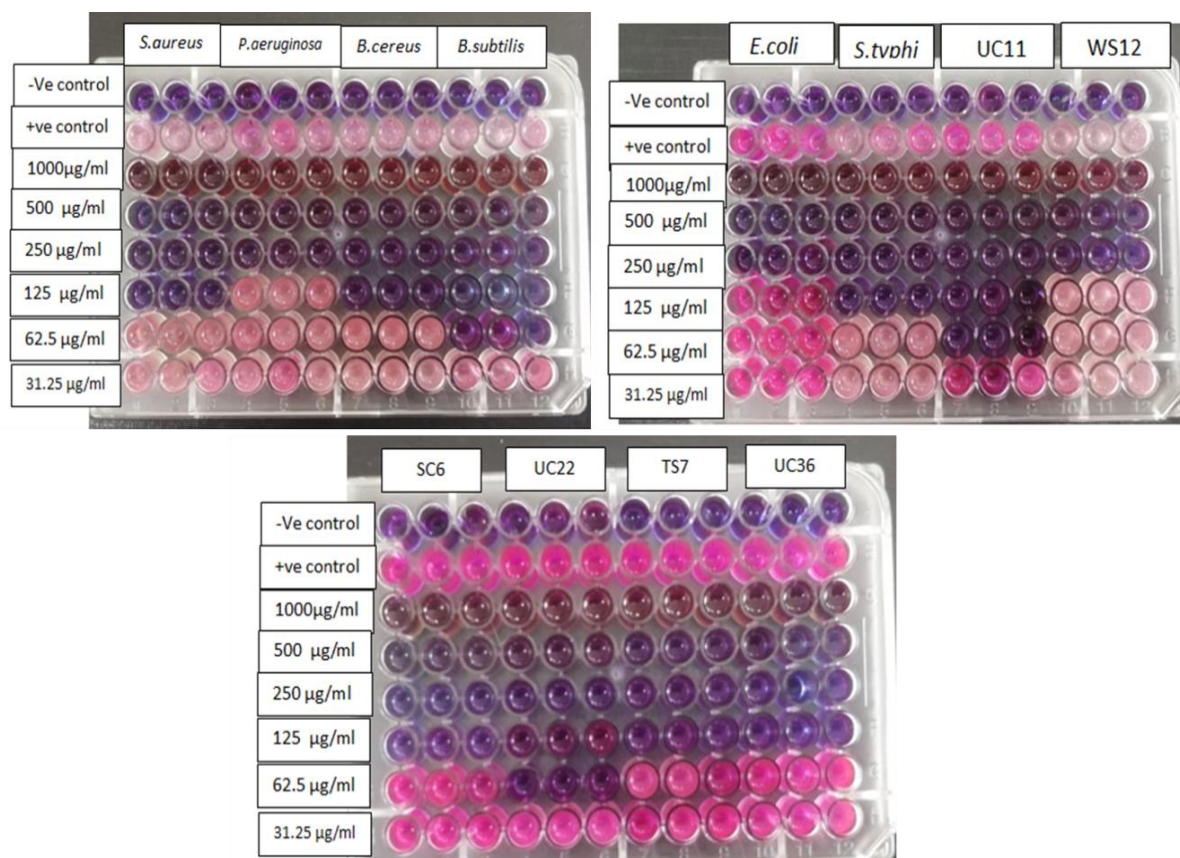 S.aureus
P.aeruginosa
B.cereus
B.subtilis
-Ve control
+ve control
1000µg/ml
500 µg/ml
250 µg/ml
125 µg/ml
62.5 µg/ml
31.25 µg/ml
E.coli
S.typhi
UC11
WS12
-Ve control
+ve control
1000µg/ml
500 µg/ml
250 µg/ml
125 µg/ml
62.5 µg/ml
31.25 µg/ml
SC6
UC22
TS7
UC36
-Ve control
+ve control
1000µg/ml
500 µg/ml
250 µg/ml
125 µg/ml
62.5 µg/ml
31.25 µg/ml